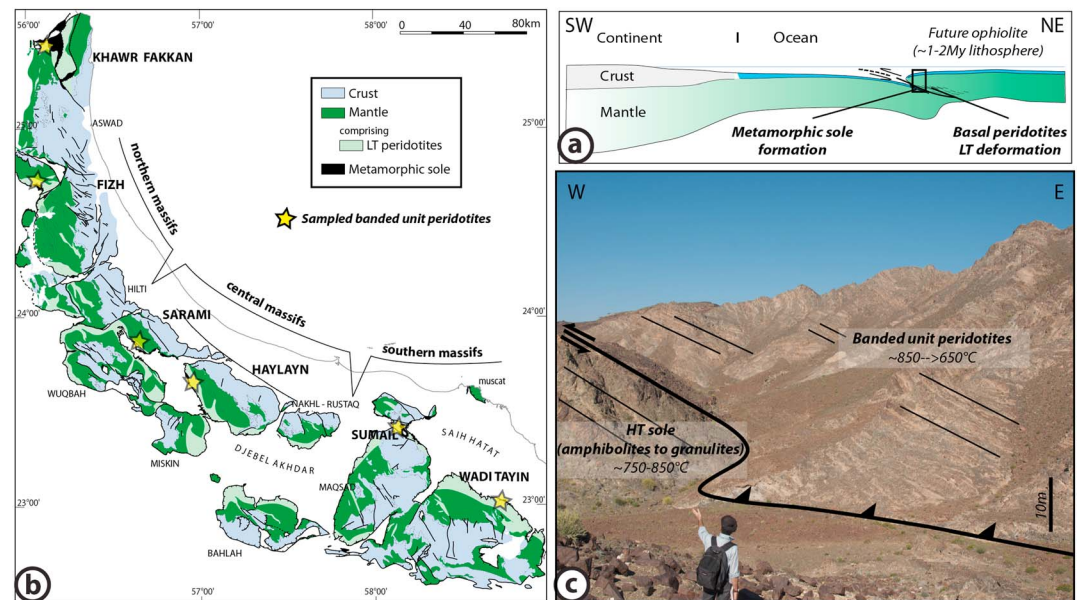 56°00'
57°00'
58°00'
0 40 80km
KHAWR FAKKAN
Crust
Mantle
comprising
LT peridotites
Metamorphic sole
ASWAD
25°00'
25°00'
northern massifs
FIZH
Sampled banded unit peridotites
HILTI
central massifs
24°00'
24°00'
SARAMI
southern massifs
HAYLAYN
muscat
WUQBAH
NAKHL - RUSTAQ
SUMAIL
SAIH HATAT
MISKIN
DJEBEL AKHDAR
WADI TAYIN
MAQSAD
23°00'
23°00'
BAHLAH
b
57°00'
58°00'
SW
NE
Continent I Ocean
Future ophiolite
(~1-2My lithosphere)
Crust
Mantle
Metamorphic sole
formation
Basal peridotites
LT deformation
a
W
E
Banded unit peridotites
~850-->650°C
HT sole
(amphibolites to granulites)
~750-850°C
10m
c